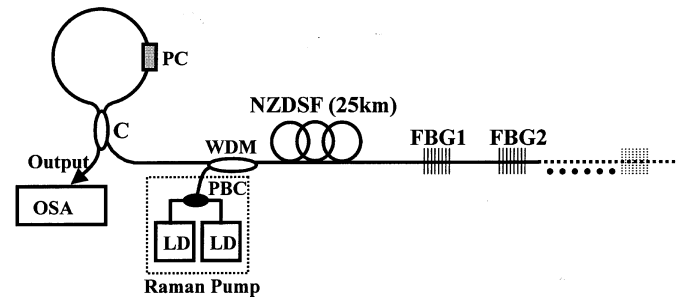 PC
C
NZDSF (25km)
WDM
FBG1
FBG2
Output
PBC
OSA
LD
LD
Raman Pump